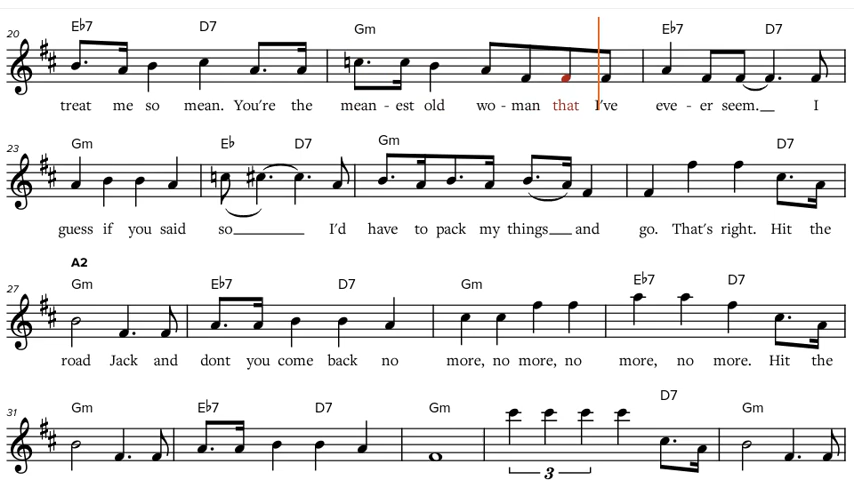 20 E♭7 D7 Gm E♭7 D7
treat me so mean. You're the mean - est old wo - man that I've eve - er seem. I
23 Gm E♭ D7 Gm D7
guess if you said so I'd have to pack my things and go. That's right. Hit the
A2
27 Gm E♭7 D7 Gm E♭7 D7
road Jack and dont you come back no more, no more, no more, no more. Hit the
31 Gm E♭7 D7 Gm D7 Gm
3